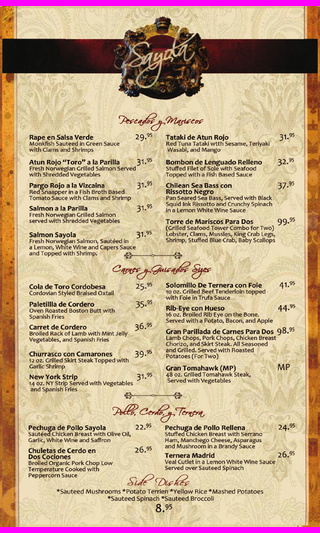 Sayola
Pescados y Mariscos
Rape en Salsa Verde 29.95
Monkfish Sauteed in Green Sauce
with Clams and Shrimps
Atun Rojo "Toro" a la Parilla 31.95
Fresh Norwegian Grilled Salmon Served
with Shredded Vegetables
Pargo Rojo a la Vizcaina 31.95
Red Snapper in a Fish Broth Based
Tomato Sauce with Clams and Shrimp
Salmon a la Parilla 31.95
Fresh Norwegian Grilled Salmon
served with Shredded Vegetables
Salmon Sayola 31.95
Fresh Norwegian Salmon, Sautéed in
a Lemon, White Wine and Capers Sauce
and Topped with Shrimp.
Tataki de Atun Rojo 31.95
Red Tuna Tataki with Sesame, Teriyaki
Wasabi, and Mango
Bombon de Lenguado Relleno 32.95
Stuffed Filet of Sole with Seafood
Topped with a Fish Based Sauce
Chilean Sea Bass con
Rissotto Negro 37.95
Pan Seared Sea Bass, Served with Black
Squid Ink Rissotto and Crunchy Spinach
in a Lemon White Wine Sauce
Torre de Mariscos Para Dos 99.95
(Grilled Seafood Tower Combo for Two)
Lobster, Clams, Mussles, King Crab Legs,
Shrimp, Stuffed Blue Crab, Baby Scallops
Carnes y Guisados Sizes
Cola de Toro Cordobesa 25.95
Cordovian Styled Braised Oxtail
Paletillla de Cordero 35.95
Oven Roasted Boston Butt with
Spanish Fries
Carret de Cordero 36.95
Broiled Rack of Lamb with Mint Jelly
Vegetables, and Spanish Fries
Churrasco con Camarones 39.95
12 oz. Grilled Skirt Steak Topped with
Garlic Shrimp
New York Strip 31.95
14 oz. NY Strip Served with Vegetables
and Spanish Fries
Solomillo De Ternera con Foie 41.95
10 oz. Grilled Beef Tenderloin topped
with Foie in Trufa Sauce
Rib-Eye con Hueso 44.95
16 oz. Broiled Rib Eye on the Bone.
Served with a Potato, Bacon, and Apple
Gran Parillada de Carnes Para Dos 98.95
Lamb Chops, Pork Chops, Chicken Breast
Chorizo, and Skirt Steak. All Seasoned
and Grilled. Served with Roasted
Potatoes (For Two)
Gran Tomahawk (MP) MP
48 oz. Grilled Tomahawk Steak,
Served with Vegetables
Pollo, Cerdo y Ternera
Pechuga de Pollo Sayola 22.95
Sautéed Chicken Breast with Olive Oil,
Garlic, White Wine and Saffron
Chuletas de Cerdo en
Dos Cociones 26.95
Broiled Organic Pork Chop Low
Temperature Cooked with
Peppercorn Sauce
Pechuga de Pollo Rellena 24.95
Stuffed Chicken Breast with Serrano
Ham, Manchego Cheese, Asparagus
and Mushroom in a Brandy Sauce
Ternera Madrid 26.95
Veal Cutlet in a Lemon White Wine Sauce
Served over Sauteed Spinach
Side Dishes
*Sauteed Mushrooms *Potato Terrien *Yellow Rice *Mashed Potatoes
*Sauteed Spinach *Sauteed Broccoli
8.95